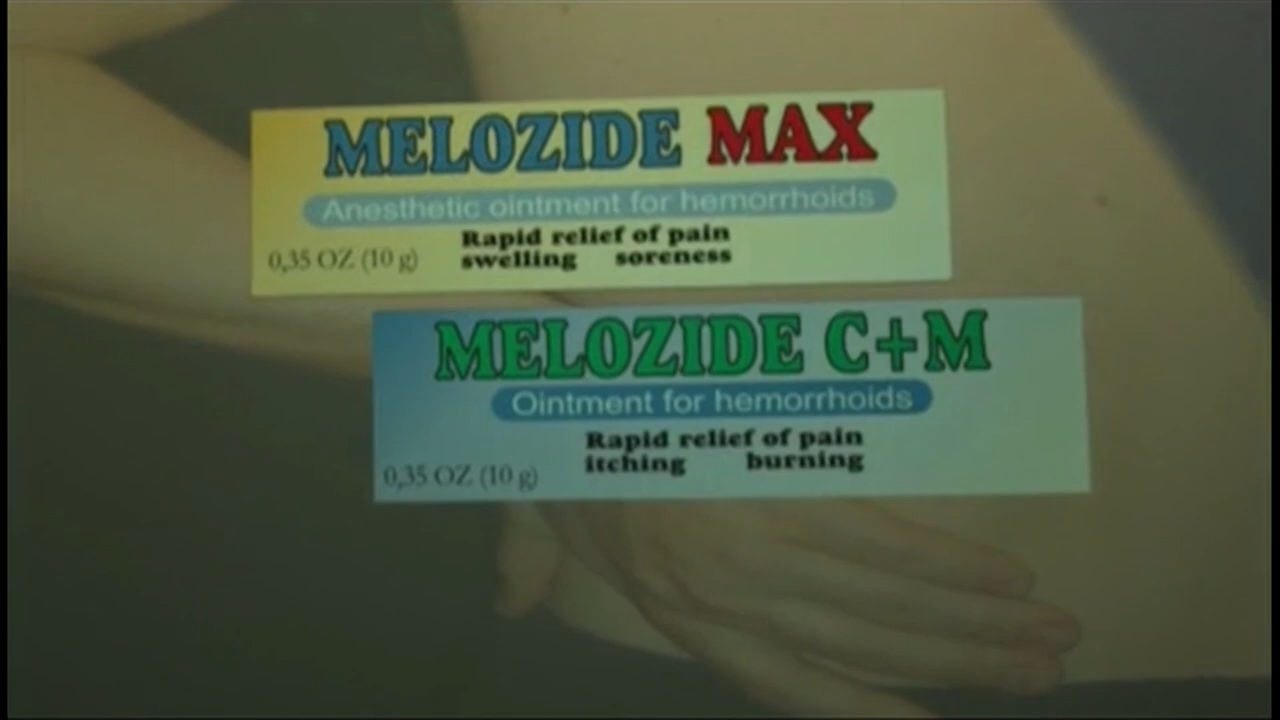 MELOZIDE MAX
Anesthetic ointment for hemorrhoids
Rapid relief of pain
0,35 OZ (10 g) swelling soreness
MELOZIDE C+M
Ointment for hemorrhoids
Rapid relief of pain
itching burning
0,35 OZ (10 g)